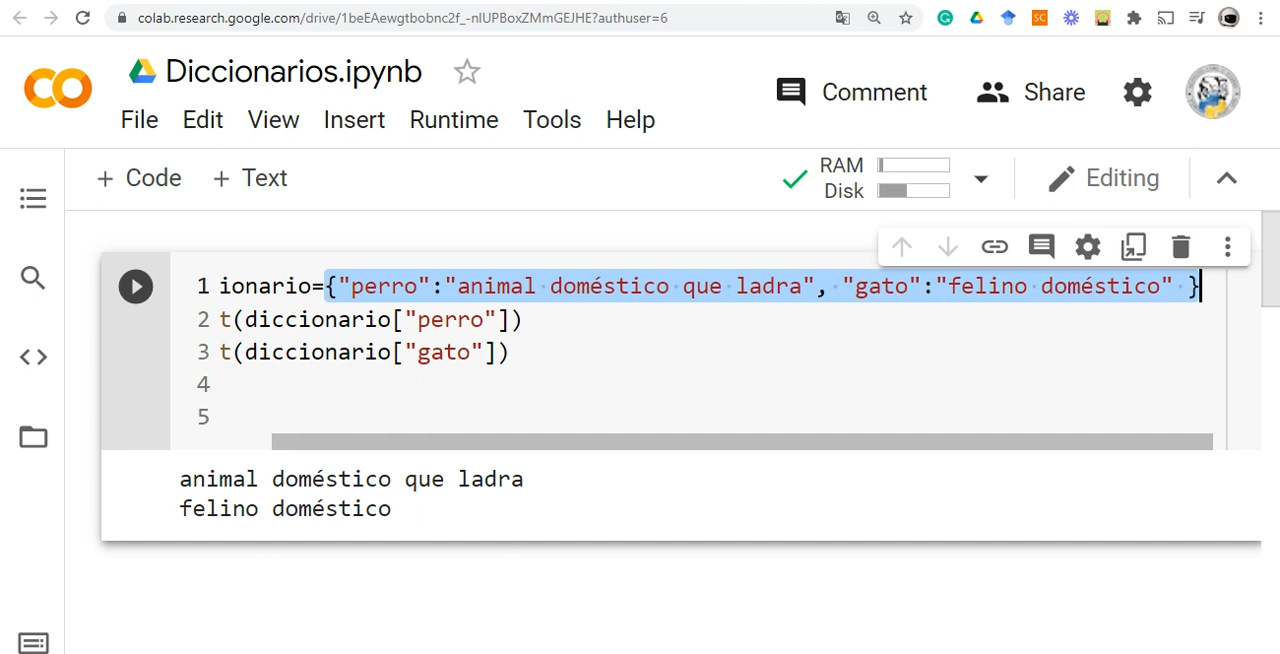 colab.research.google.com/drive/1beEAewgtbobnc2f_-nlUPBoxZMmGEJHE?authuser=6
SC
Diccionarios.ipynb
Comment
Share
File Edit View Insert Runtime Tools Help
+ Code + Text
RAM
Disk
Editing
1 ionario={"perro":"animal doméstico que ladra", "gato":"felino doméstico" }
2 t(diccionario["perro"])
3 t(diccionario["gato"])
4
5
animal doméstico que ladra
felino doméstico